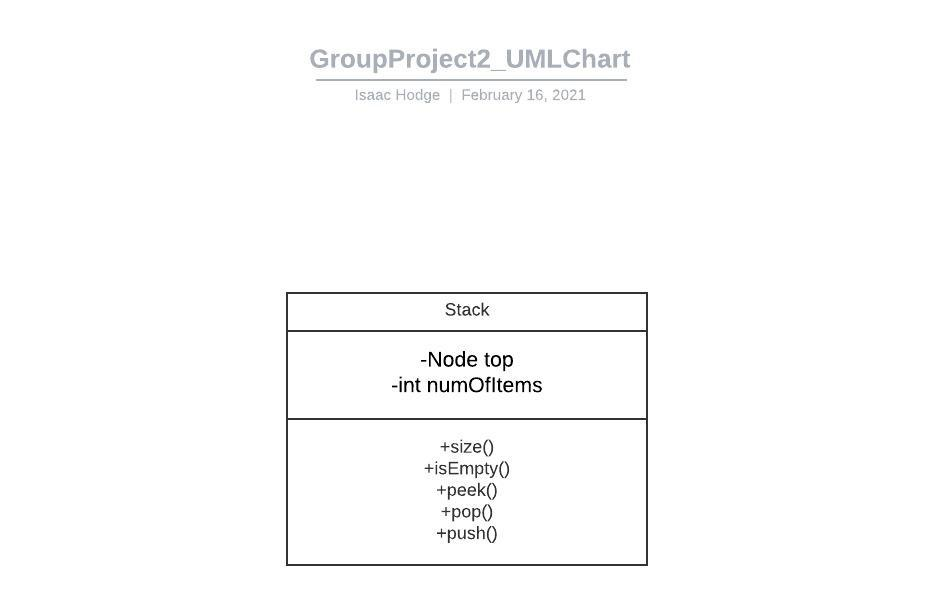 GroupProject2_UMLChart
Isaac Hodge | February 16, 2021
Stack
-Node top
-int numOfItems
+size()
+isEmpty()
+peek()
+pop()
+push()